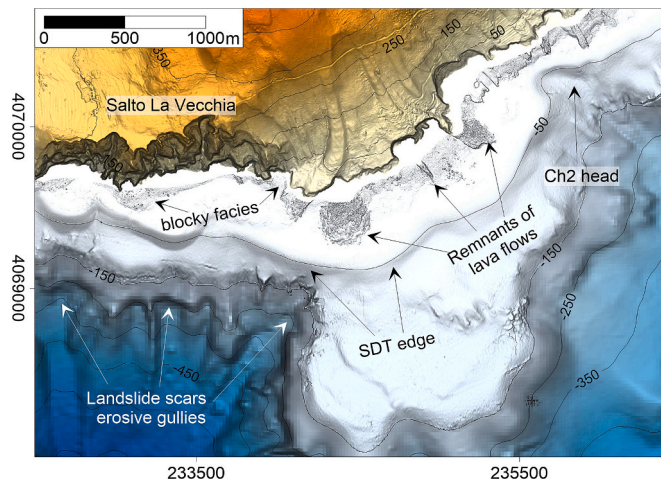 0 500 1000m
350
250
150
50
Salto La Vecchia
150
-50
Ch2 head
blocky facies
Remnants of
lava flows
-150
-150
-250
SDT edge
-350
-450
Landslide scars
erosive gullies
40700000
4069000
233500 235500